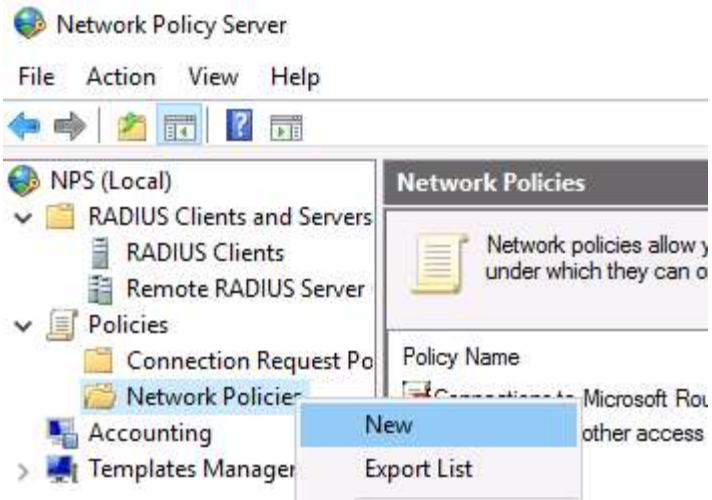 Network Policy Server
File Action View Help
NPS (Local)
RADIUS Clients and Servers
RADIUS Clients
Remote RADIUS Server
Policies
Connection Request Po
Network Policies
Accounting
Templates Manager
Network Policies
Network policies allow y
under which they can o
Policy Name
Connections to Microsoft Rou
other access
New
Export List